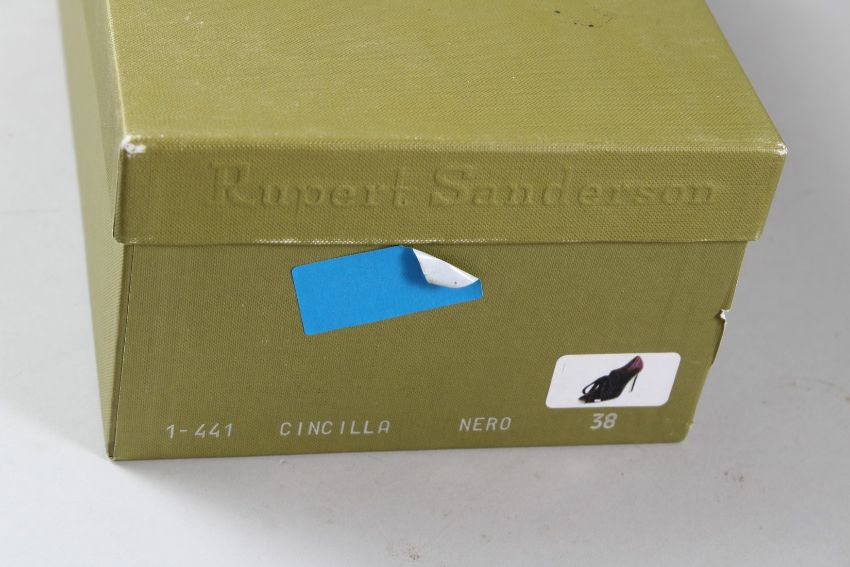 Rupert Sanderson
1-441 CINCILLA NERO 38